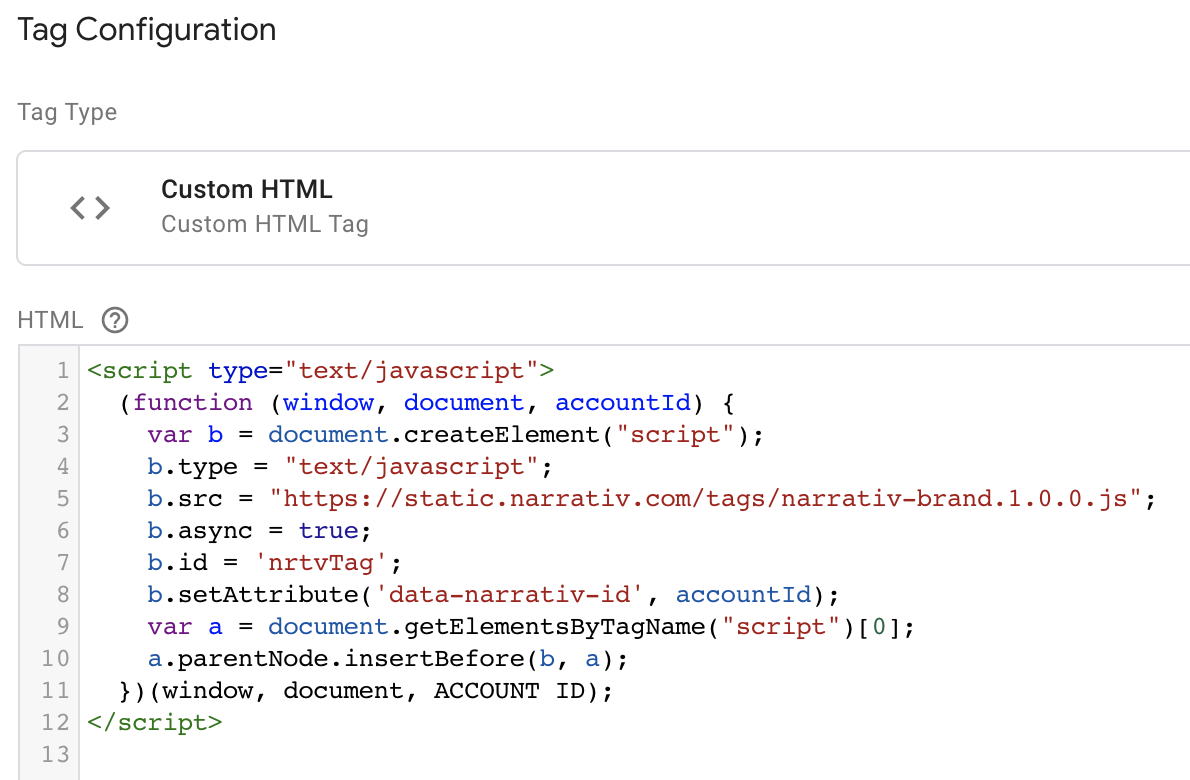 Tag Configuration
Tag Type
Custom HTML
Custom HTML Tag
HTML ?
1 <script type="text/javascript">
2   (function (window, document, accountId) {
3     var b = document.createElement("script");
4     b.type = "text/javascript";
5     b.src = "https://static.narrativ.com/tags/narrativ-brand.1.0.0.js";
6     b.async = true;
7     b.id = 'nrtvTag';
8     b.setAttribute('data-narrativ-id', accountId);
9     var a = document.getElementsByTagName("script")[0];
10     a.parentNode.insertBefore(b, a);
11   })(window, document, ACCOUNT ID);
12 </script>
13